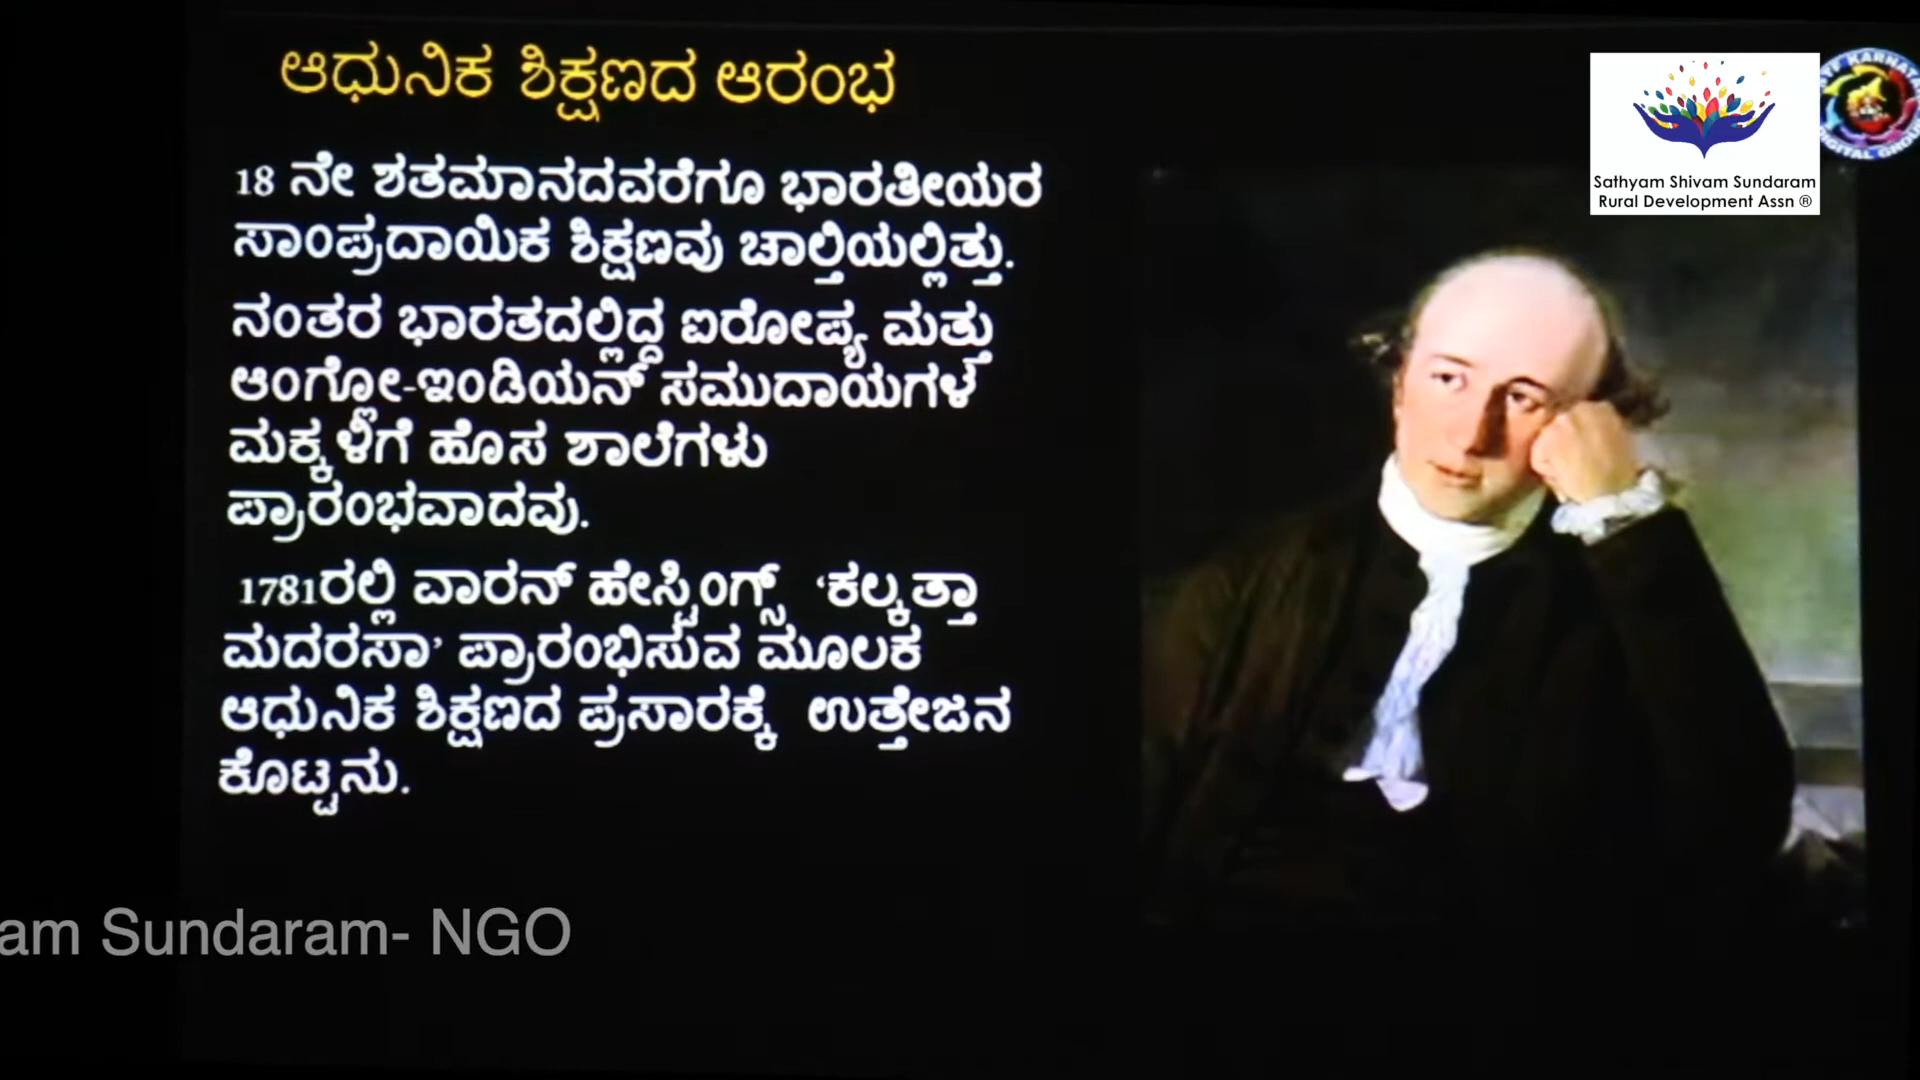 ಆಧುನಿಕ ಶಿಕ್ಷಣದ ಆರಂಭ
18 ನೇ ಶತಮಾನದವರೆಗೂ ಭಾರತೀಯರ
ಸಾಂಪ್ರದಾಯಿಕ ಶಿಕ್ಷಣವು ಚಾಲ್ತಿಯಲ್ಲಿತ್ತು.
ನಂತರ ಭಾರತದಲ್ಲಿದ್ದ ಐರೋಪ್ಯ ಮತ್ತು
ಆಂಗ್ಲೋ-ಇಂಡಿಯನ್ ಸಮುದಾಯಗಳ
ಮಕ್ಕಳಿಗೆ ಹೊಸ ಶಾಲೆಗಳು
ಪ್ರಾರಂಭವಾದವು.
1781ರಲ್ಲಿ ವಾರನ್ ಹೇಸ್ಟಿಂಗ್ಸ್ ‘ಕಲ್ಕತ್ತಾ
ಮದರಸಾ’ ಪ್ರಾರಂಭಿಸುವ ಮೂಲಕ
ಆಧುನಿಕ ಶಿಕ್ಷಣದ ಪ್ರಸಾರಕ್ಕೆ ಉತ್ತೇಜನ
ಕೊಟ್ಟನು.
Sathyam Shivam Sundaram
Rural Development Assn ®
am Sundaram- NGO